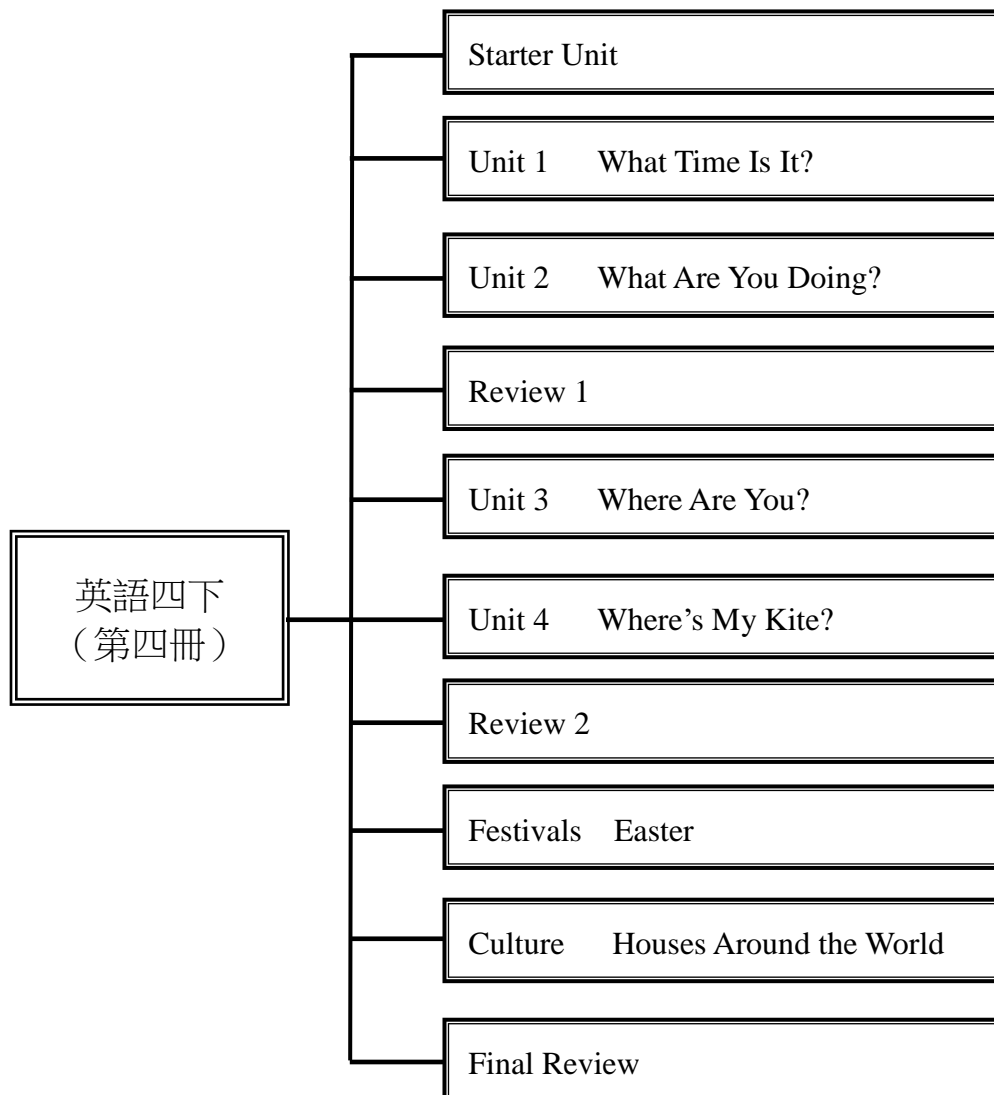 Starter Unit
Unit 1 What Time Is It?
Unit 2 What Are You Doing?
Review 1
Unit 3 Where Are You?
英語四下
（第四冊）
Unit 4 Where’s My Kite?
Review 2
Festivals Easter
Culture Houses Around the World
Final Review